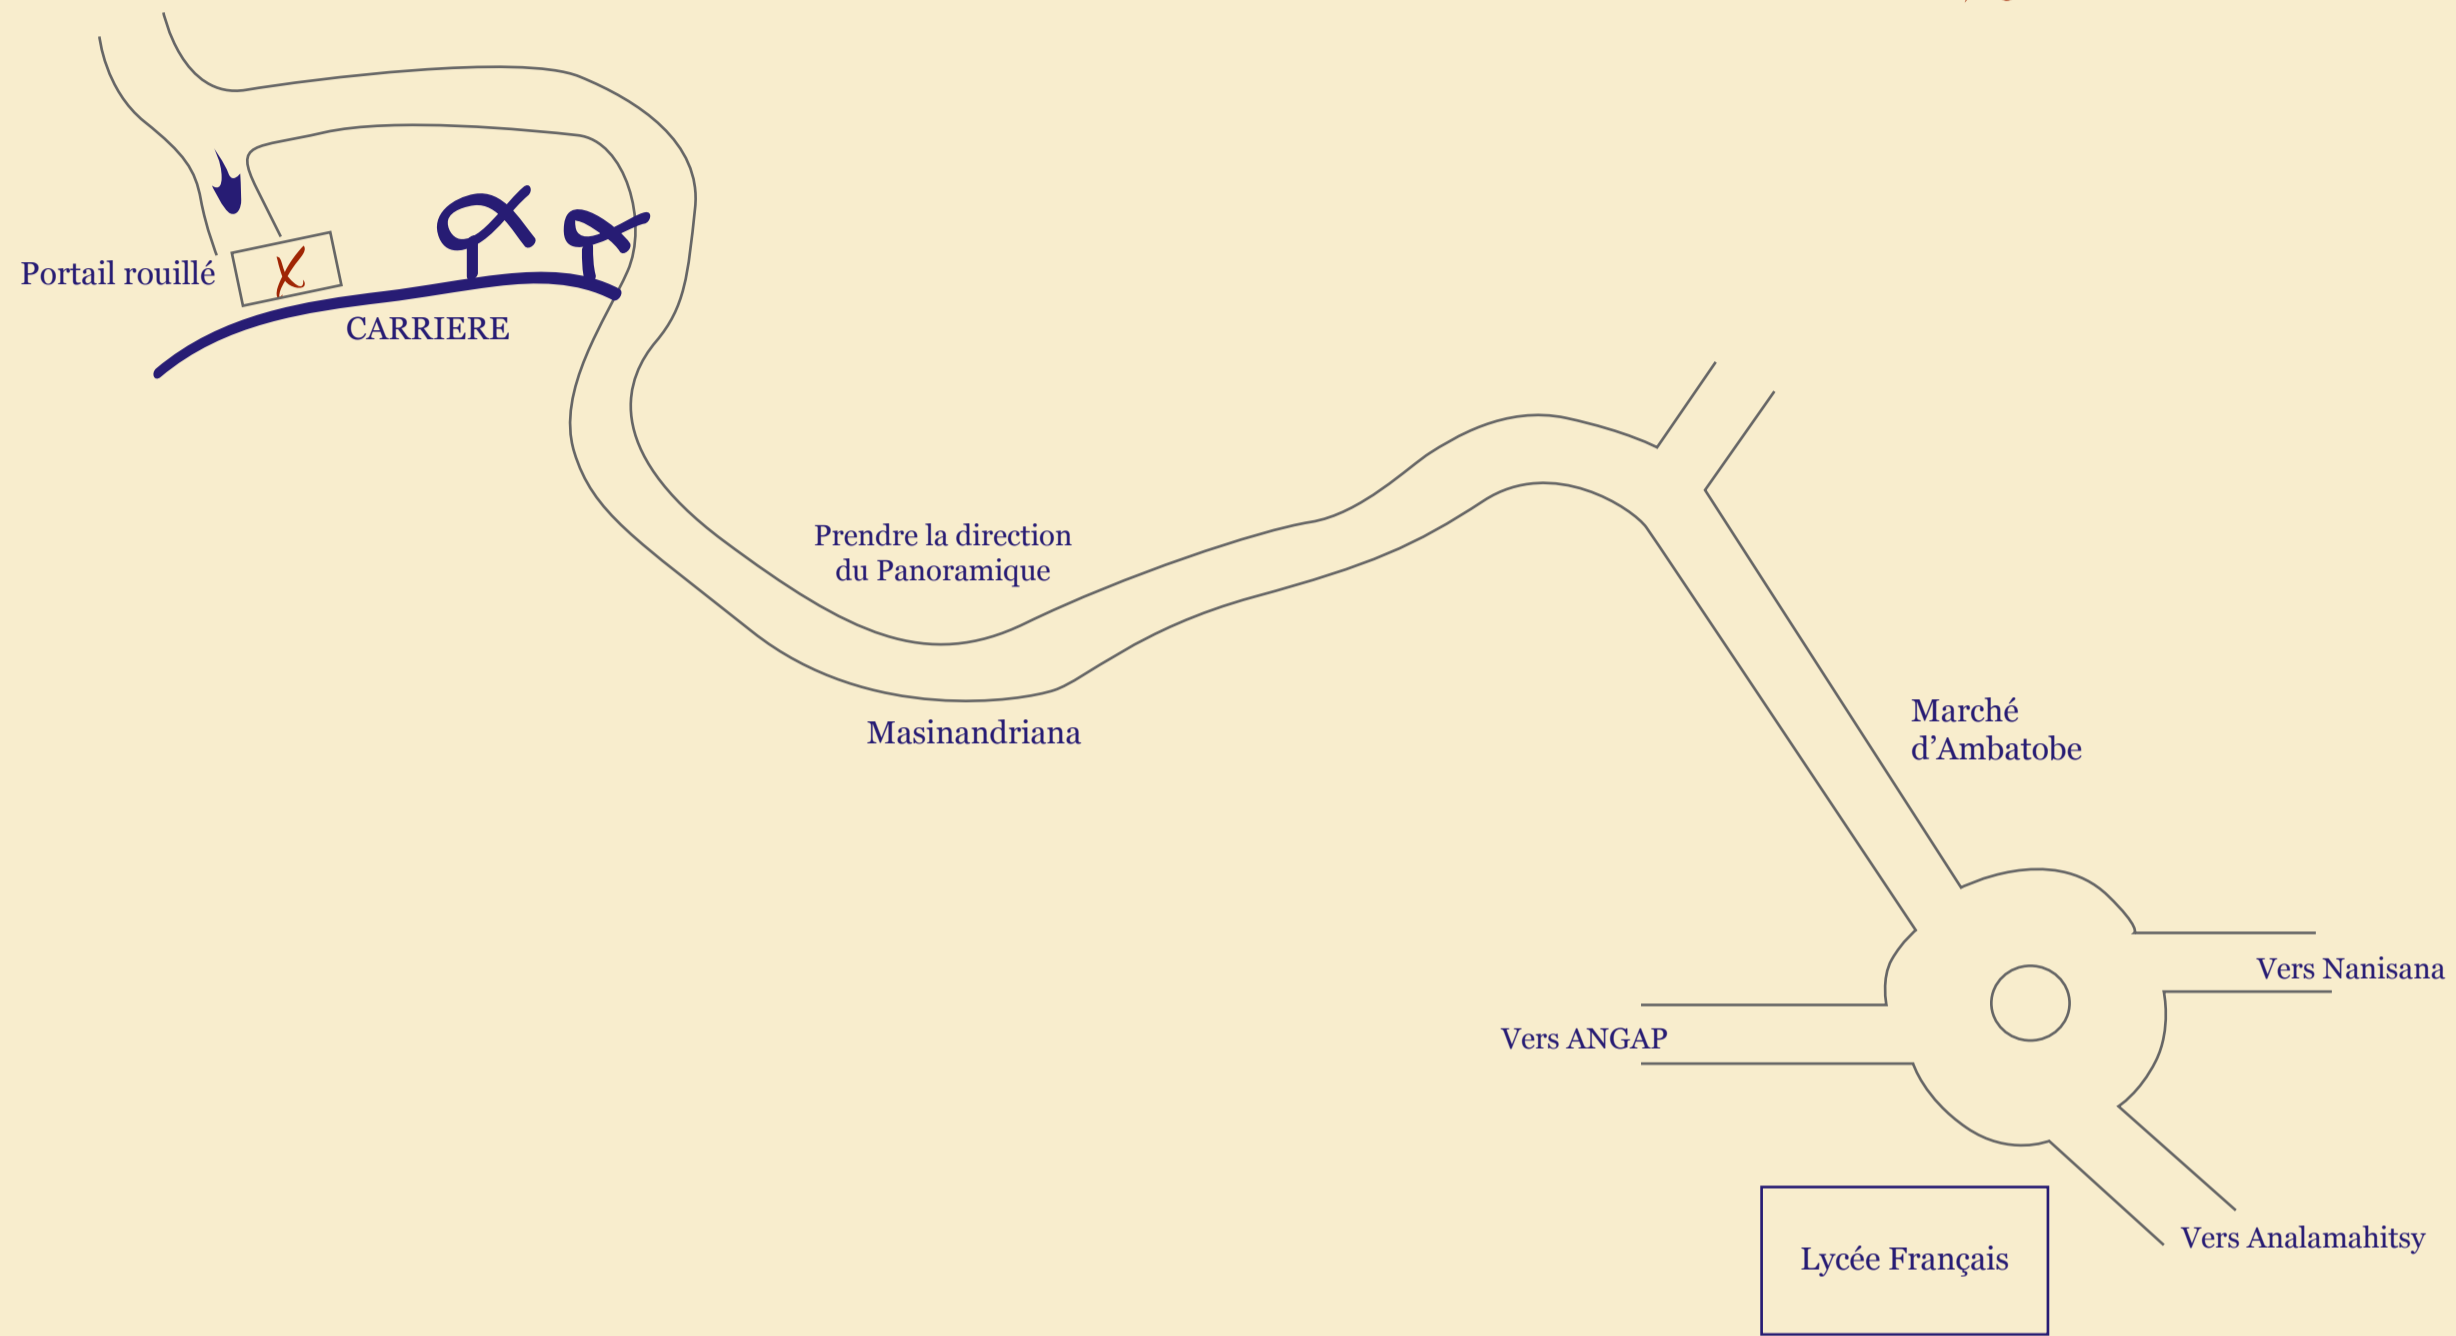 Portail rouillé
X
CARRIERE
Prendre la direction
du Panoramique
Masinandriana
Marché
d’Ambatobe
Vers Nanisana
Vers ANGAP
Vers Analamahitsy
Lycée Français